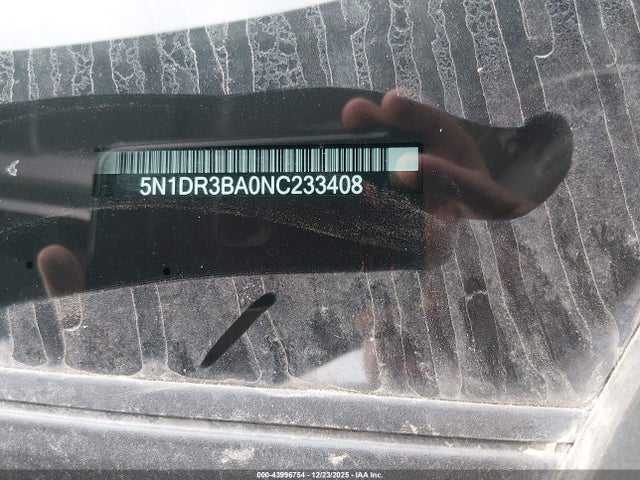 5N1DR3BA0NC233408
000-43996754 | 12/23/2025 - IAA Inc.